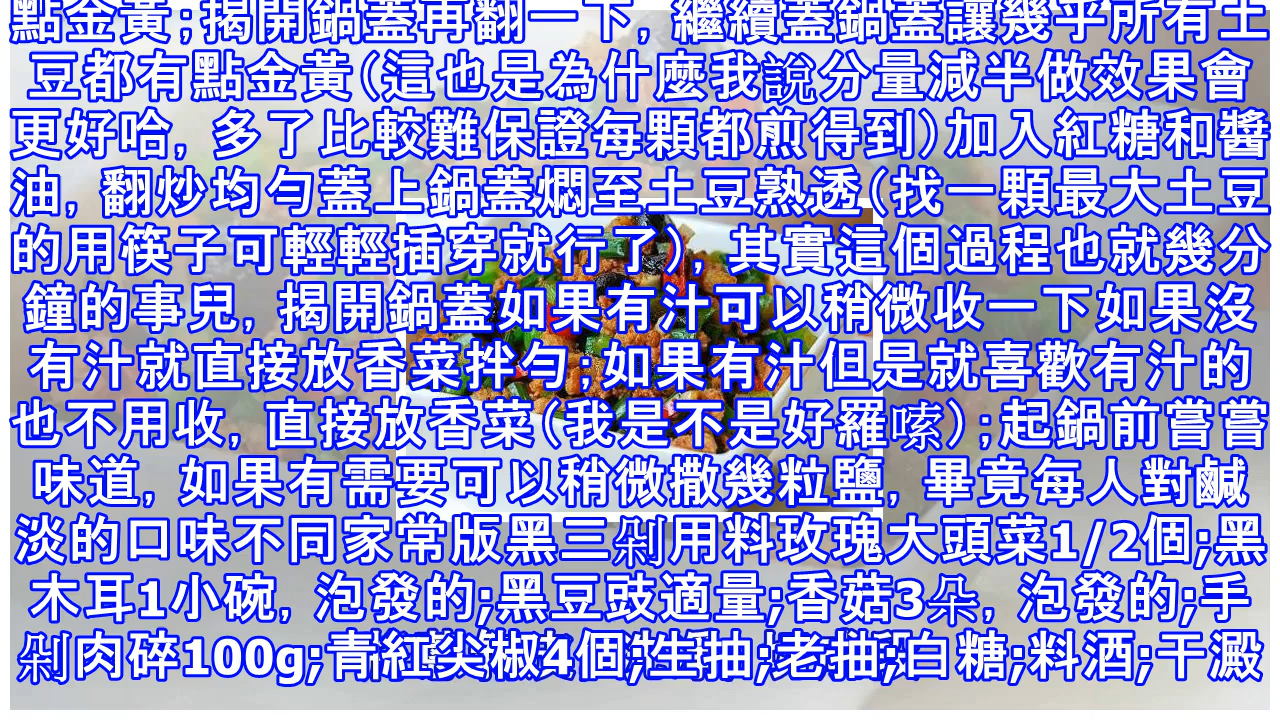 點金黃;揭開鍋蓋再翻一下,繼續蓋鍋蓋讓幾乎所有土
豆都有點金黃(這也是為什麼我說分量減半做效果會
更好哈,多了比較難保證每顆都煎得到)加入紅糖和醬
油,翻炒均勻蓋上鍋蓋燜至土豆熟透(找一顆最大土豆
的用筷子可輕輕插穿就行了),其實這個過程也就幾分
鐘的事兒,揭開鍋蓋如果有汁可以稍微收一下如果沒
有汁就直接放香菜拌勻;如果有汁但是就喜歡有汁的
也不用收,直接放香菜(我是不是好羅嗦);起鍋前嘗嘗
味道,如果有需要可以稍微撒幾粒鹽,畢竟每人對鹹
淡的口味不同家常版黑三剁用料玫瑰大頭菜1/2個;黑
木耳1小碗,泡發的;黑豆豉適量;香菇3朵,泡發的;手
剁肉碎100g;青紅尖椒4個;生抽;老抽;白糖;料酒;干澱